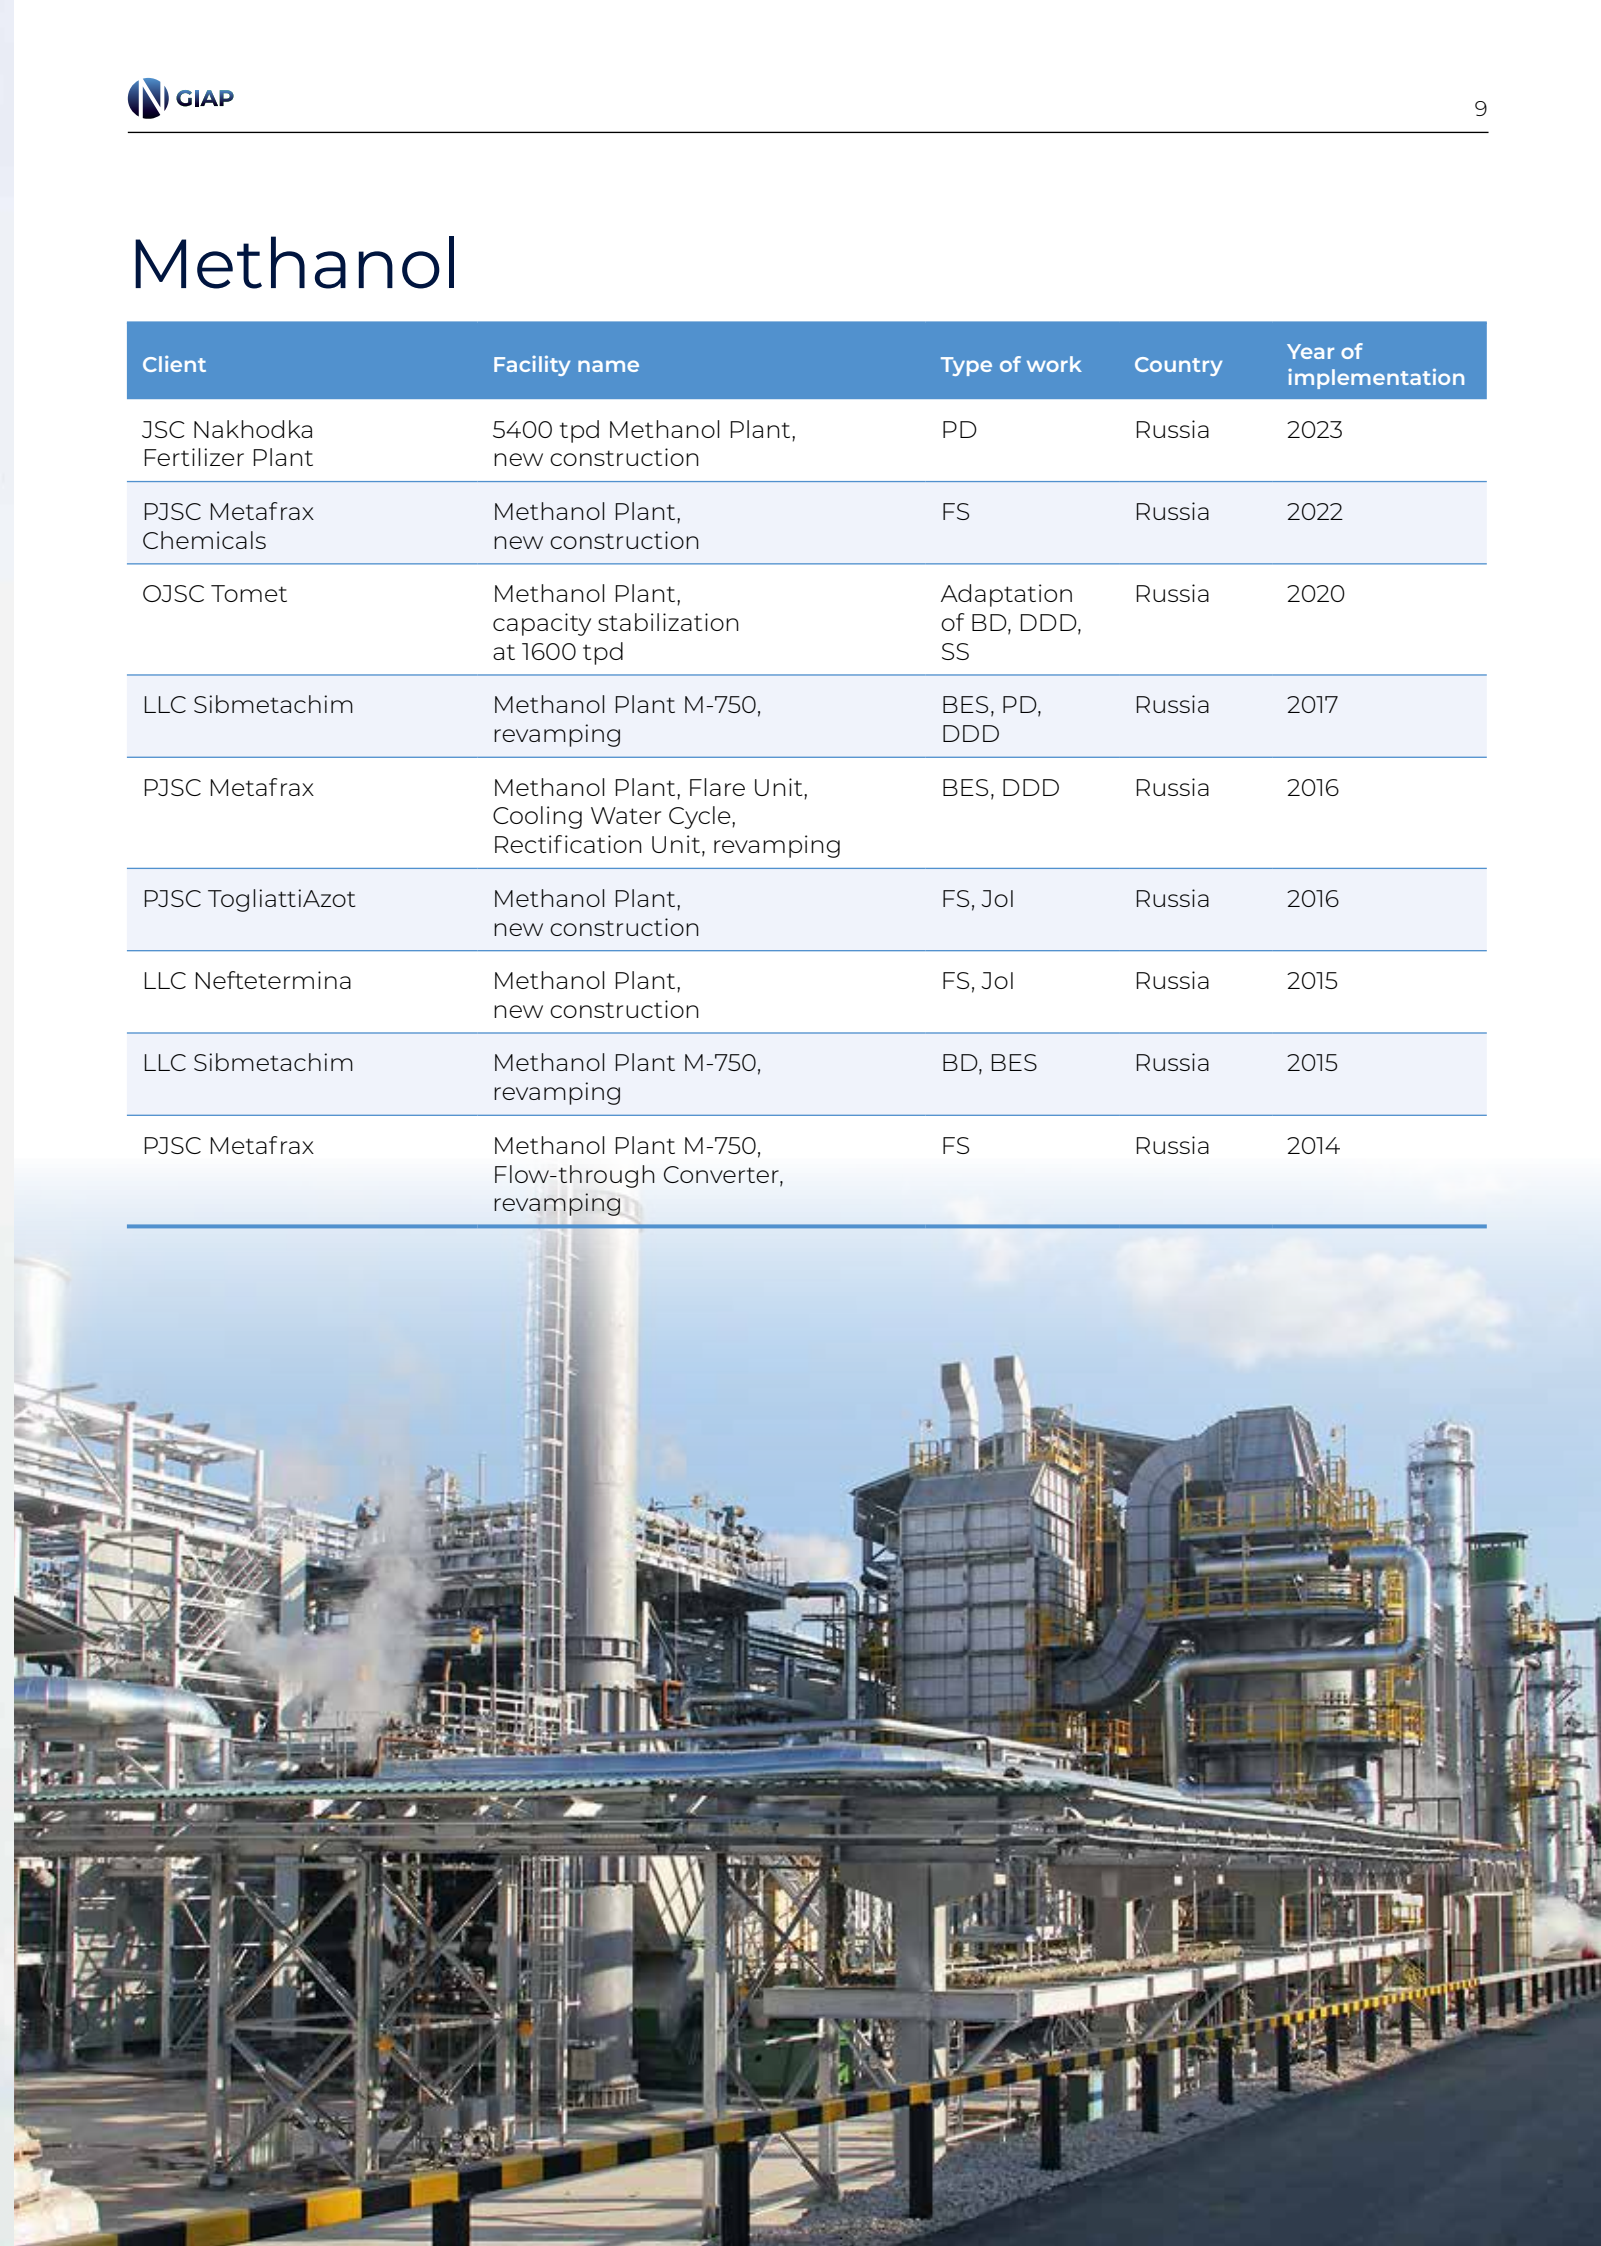 GIAP
9
Methanol
Client Facility name Type of work Country Year of implementation
JSC Nakhodka Fertilizer Plant 5400 tpd Methanol Plant, new construction PD Russia 2023
PJSC Metafrax Chemicals Methanol Plant, new construction FS Russia 2022
OJSC Tomet Methanol Plant, capacity stabilization at 1600 tpd Adaptation of BD, DDD, SS Russia 2020
LLC Sibmetachim Methanol Plant M-750, revamping BES, PD, DDD Russia 2017
PJSC Metafrax Methanol Plant, Flare Unit, Cooling Water Cycle, Rectification Unit, revamping BES, DDD Russia 2016
PJSC TogliattiAzot Methanol Plant, new construction FS, JoI Russia 2016
LLC Neftetermina Methanol Plant, new construction FS, JoI Russia 2015
LLC Sibmetachim Methanol Plant M-750, revamping BD, BES Russia 2015
PJSC Metafrax Methanol Plant M-750, Flow-through Converter, revamping FS Russia 2014